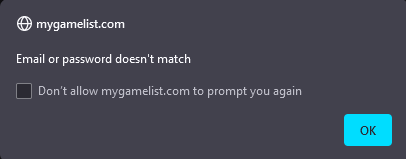 mygamelist.com
Email or password doesn't match
Don't allow mygamelist.com to prompt you again
OK